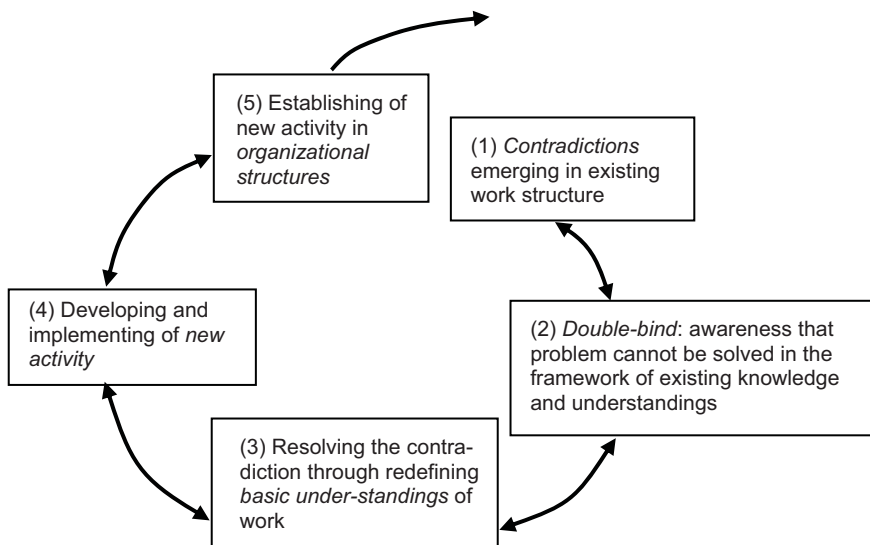 (5) Establishing of
new activity in
organizational
structures
(1) Contradictions
emerging in existing
work structure
(2) Double-bind: awareness that
problem cannot be solved in the
framework of existing knowledge
and understandings
(3) Resolving the contra-
diction through redefining
basic under-standings of
work
(4) Developing and
implementing of new
activity